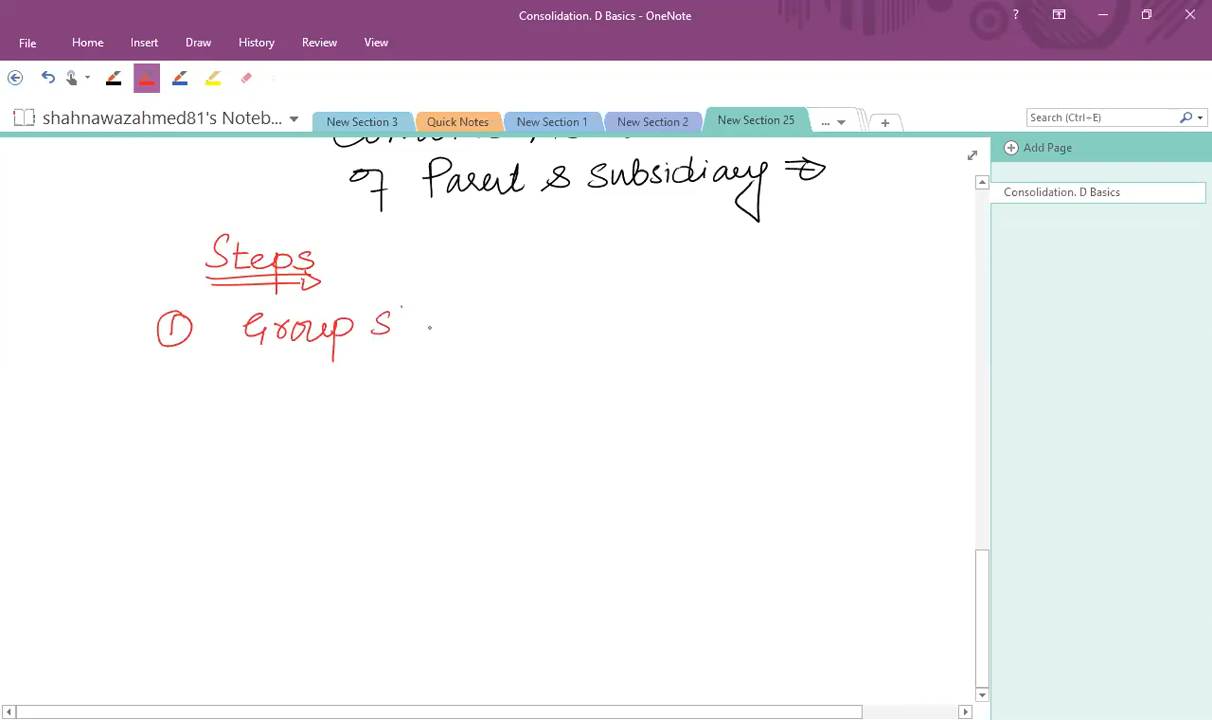 Consolidation. D Basics - OneNote
?
File Home Insert Draw History Review View
shahnawazahmed81's Noteb... New Section 3 Quick Notes New Section 1 New Section 2 New Section 25 ... +
Search (Ctrl+E)
Add Page
Consolidation. D Basics
of Parent & subsidiary ⇒
Steps
① Group S